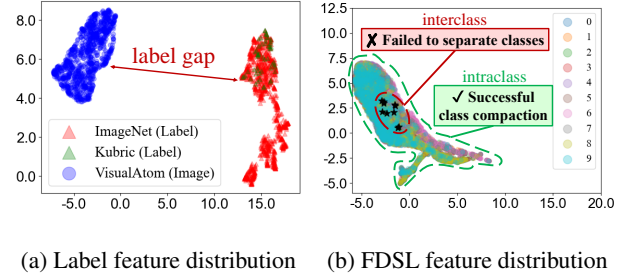 (a)
8.0
6.0
4.0
2.0
0.0
label gap
ImageNet (Label)
Kubric (Label)
VisualAtom (Image)
-5.0 0.0 5.0 10.0 15.0
(a) Label feature distribution
(b)
interclass
✗ Failed to separate classes
intraclass
✓ Successful
class compaction
12.5
10.0
7.5
5.0
2.5
0.0
-2.5
-5.0
-5.0 0.0 5.0 10.0 15.0 20.0
0
1
2
3
4
5
6
7
8
9
(b) FDSL feature distribution